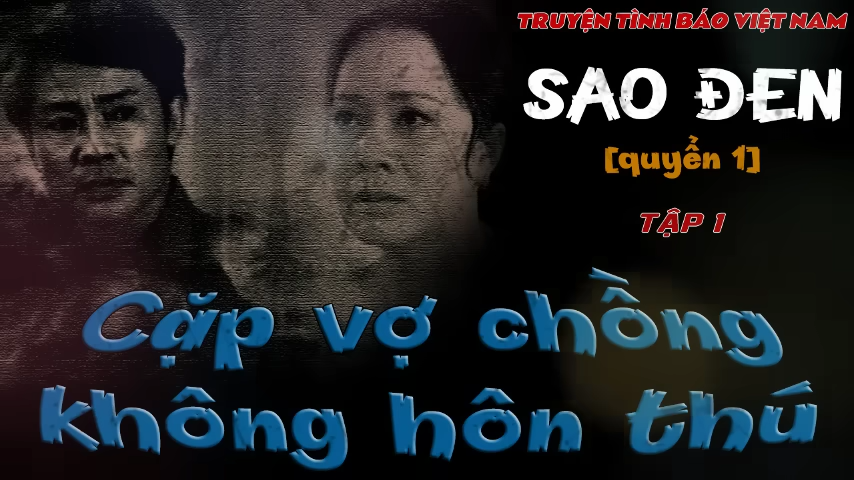 TRUYỆN TÌNH BÁO VIỆT NAM
SAO ĐEN
[quyển 1]
TẬP 1
Cặp vợ chồng
không hôn thú